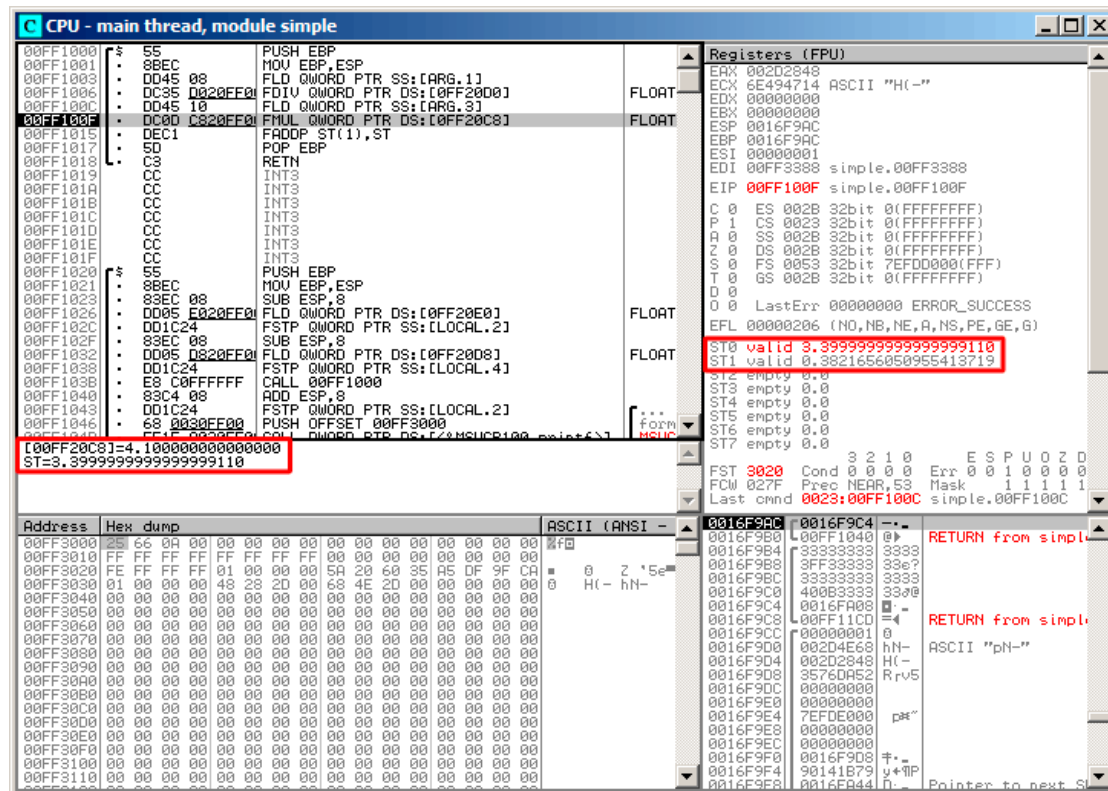 C CPU - main thread, module simple
00FF1000 $ 55 PUSH EBP
00FF1001 . 8BEC MOV EBP,ESP
00FF1003 . DD45 08 FLD QWORD PTR SS:[ARG.1]
00FF1006 . DC35 D020FF0 FDIV QWORD PTR DS:[0FF20D0] FLOAT
00FF100C . DD45 10 FLD QWORD PTR SS:[ARG.3]
00FF100F . DC0D C820FF0 FMUL QWORD PTR DS:[0FF20C8] FLOAT
00FF1015 . DEC1 FADDP ST(1),ST
00FF1017 . 5D POP EBP
00FF1018 . C3 RETN
00FF1019 CC INT3
00FF101A CC INT3
00FF101B CC INT3
00FF101C CC INT3
00FF101D CC INT3
00FF101E CC INT3
00FF101F CC INT3
00FF1020 $ 55 PUSH EBP
00FF1021 . 8BEC MOV EBP,ESP
00FF1023 . 83EC 08 SUB ESP,8
00FF1026 . DD05 E020FF0 FLD QWORD PTR DS:[0FF20E0] FLOAT
00FF102C . DD1C24 FSTP QWORD PTR SS:[LOCAL.2]
00FF102F . 83EC 08 SUB ESP,8
00FF1032 . DD05 D820FF0 FLD QWORD PTR DS:[0FF20D8] FLOAT
00FF1038 . DD1C24 FSTP QWORD PTR SS:[LOCAL.4]
00FF103B . E8 C0FFFFFF CALL 00FF1000
00FF1040 . 83C4 08 ADD ESP,8
00FF1043 . DD1C24 FSTP QWORD PTR SS:[LOCAL.2]
00FF1046 . 68 0030FF00 PUSH OFFSET 00FF3000 form
[00FF20C8]=4.100000000000000
ST=3.3999999999999999110
Registers (FPU)
EAX 002D2848
ECX 6E494714 ASCII "H(-"
EDX 00000000
EBX 00000000
ESP 0016F9AC
EBP 0016F9AC
ESI 00000001
EDI 00FF3388 simple.00FF3388
EIP 00FF100F simple.00FF100F
C 0 ES 002B 32bit 0(FFFFFFFF)
P 1 CS 0023 32bit 0(FFFFFFFF)
A 0 SS 002B 32bit 0(FFFFFFFF)
Z 0 DS 002B 32bit 0(FFFFFFFF)
S 0 FS 0053 32bit 7EFDD000(FFF)
T 0 GS 002B 32bit 0(FFFFFFFF)
D 0
O 0 LastErr 00000000 ERROR_SUCCESS
EFL 00000206 (NO,NB,NE,A,NS,PE,GE,G)
ST0 valid 3.3999999999999999110
ST1 valid 0.3821656050955413719
ST2 empty 0.0
ST3 empty 0.0
ST4 empty 0.0
ST5 empty 0.0
ST6 empty 0.0
ST7 empty 0.0
3 2 1 0 E S P U O Z D
FST 3020 Cond 0 0 0 0 Err 0 0 1 0 0 0 0
FCW 027F Prec NEAR,53 Mask 1 1 1 1 1
Last cmnd 0023:00FF100C simple.00FF100C
Address Hex dump ASCII (ANSI -
00FF3000 25 66 0A 00 00 00 00 00 00 00 00 00 00 00 00 00 %f
00FF3010 FF FF FF FF FF FF FF FF 00 00 00 00 00 00 00 00
00FF3020 FE FF FF FF 01 00 00 00 5A 20 60 35 A5 DF 9F CA
00FF3030 01 00 00 00 48 28 2D 00 68 4E 2D 00 00 00 00 00 H(- hN-
00FF3040 00 00 00 00 00 00 00 00 00 00 00 00 00 00 00 00
00FF3050 00 00 00 00 00 00 00 00 00 00 00 00 00 00 00 00
00FF3060 00 00 00 00 00 00 00 00 00 00 00 00 00 00 00 00
00FF3070 00 00 00 00 00 00 00 00 00 00 00 00 00 00 00 00
00FF3080 00 00 00 00 00 00 00 00 00 00 00 00 00 00 00 00
00FF3090 00 00 00 00 00 00 00 00 00 00 00 00 00 00 00 00
00FF30A0 00 00 00 00 00 00 00 00 00 00 00 00 00 00 00 00
00FF30B0 00 00 00 00 00 00 00 00 00 00 00 00 00 00 00 00
00FF30C0 00 00 00 00 00 00 00 00 00 00 00 00 00 00 00 00
00FF30D0 00 00 00 00 00 00 00 00 00 00 00 00 00 00 00 00
00FF30E0 00 00 00 00 00 00 00 00 00 00 00 00 00 00 00 00
00FF30F0 00 00 00 00 00 00 00 00 00 00 00 00 00 00 00 00
00FF3100 00 00 00 00 00 00 00 00 00 00 00 00 00 00 00 00
00FF3110 00 00 00 00 00 00 00 00 00 00 00 00 00 00 00 00
0016F9AC 0016F9C4
0016F9B0 00FF1040 RETURN from simple
0016F9B4 33333333 3333
0016F9B8 3FF33333 33e?
0016F9BC 33333333 3333
0016F9C0 400B3333 33♂@
0016F9C4 0016FA08
0016F9C8 00FF11CD RETURN from simple
0016F9CC 00000001
0016F9D0 002D4E68 hN- ASCII "pN-"
0016F9D4 002D2848 H(-
0016F9D8 3576DA52
0016F9DC 00000000
0016F9E0 00000000
0016F9E4 7EFDE000
0016F9E8 00000000
0016F9EC 00000000
0016F9F0 0016F9D8
0016F9F4 90141B79
0016F9F8 0016FA44 Pointer to next